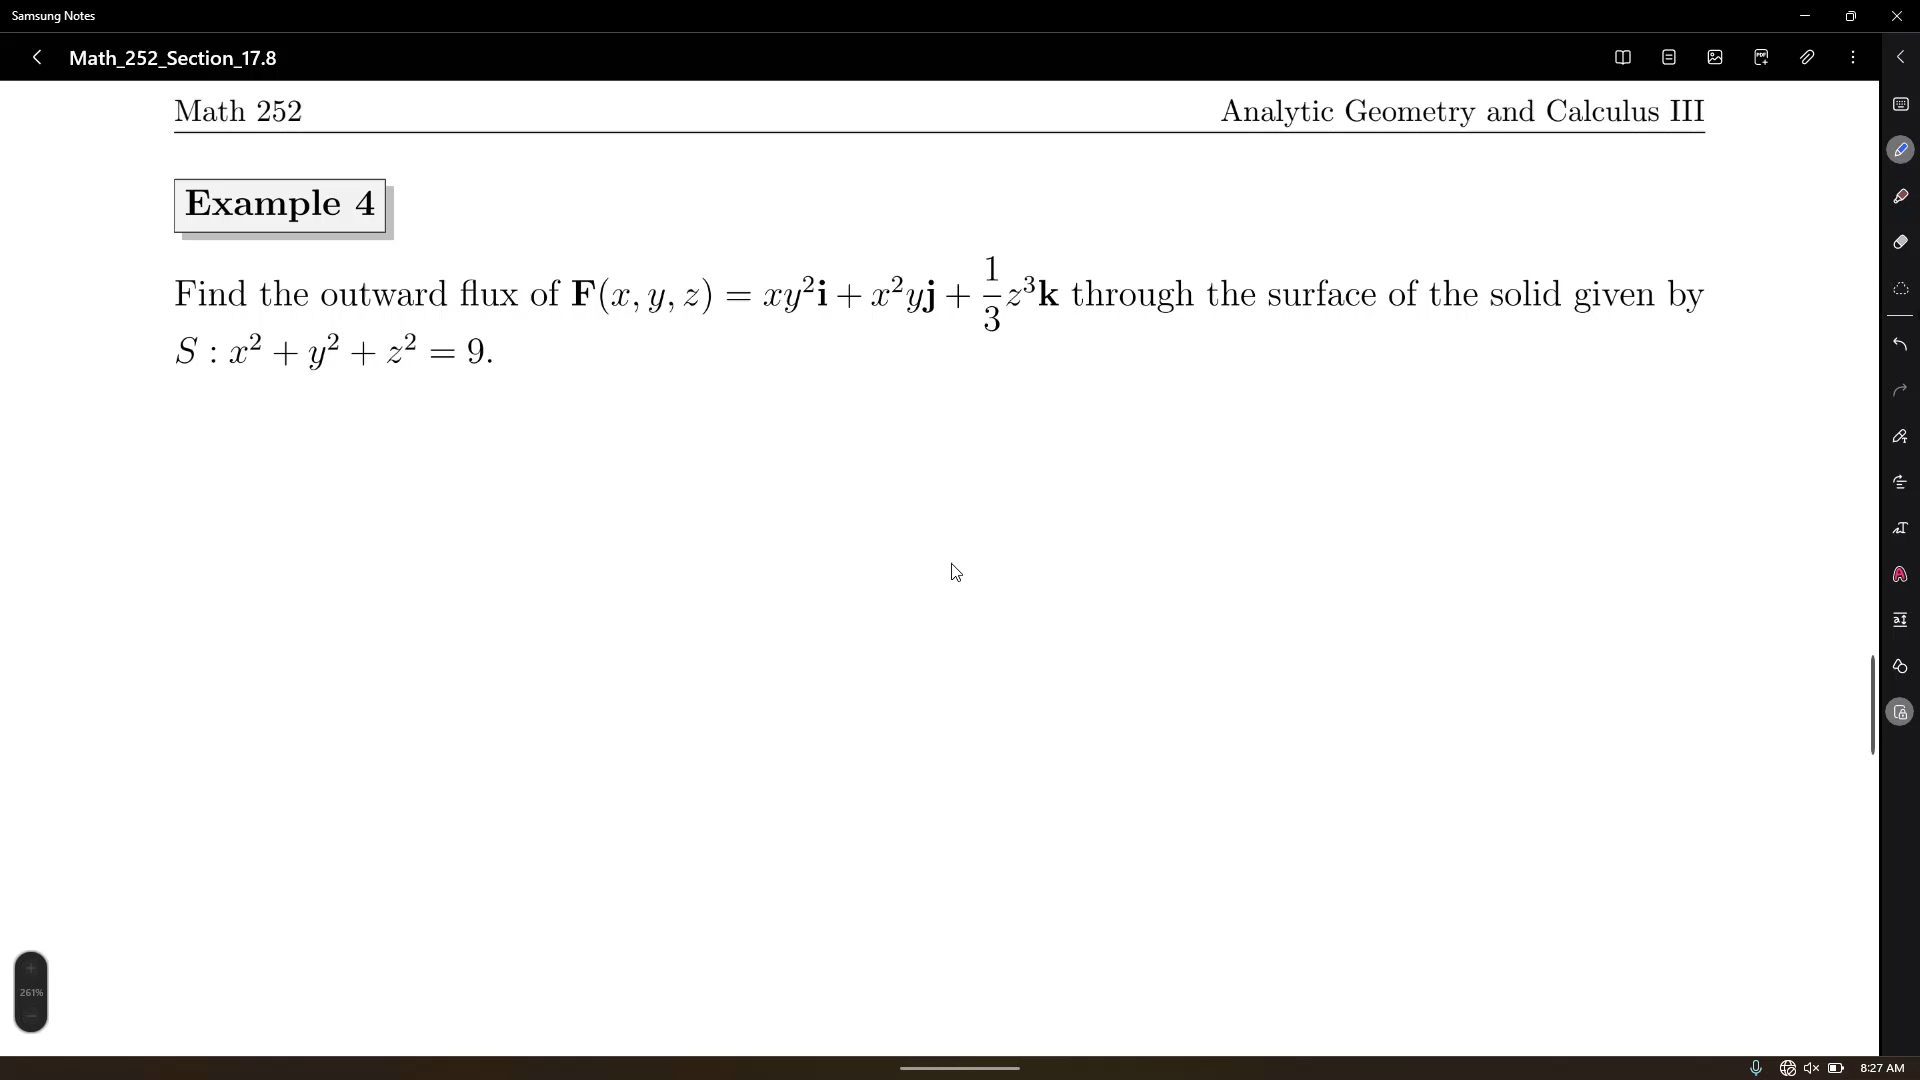 Samsung Notes
Math_252_Section_17.8
Math 252 Analytic Geometry and Calculus III
Example 4
Find the outward flux of F(x, y, z) = xy²i + x²yj + 1/3 z³k through the surface of the solid given by
S : x² + y² + z² = 9.
261%
8:27 AM